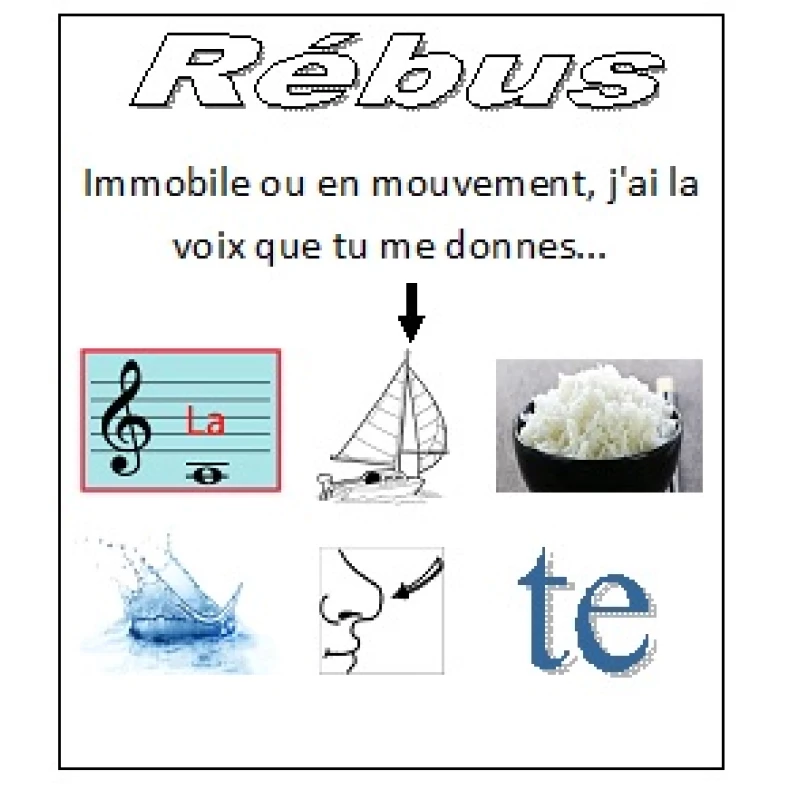 Rébus
Immobile ou en mouvement, j'ai la
voix que tu me donnes...
La
te